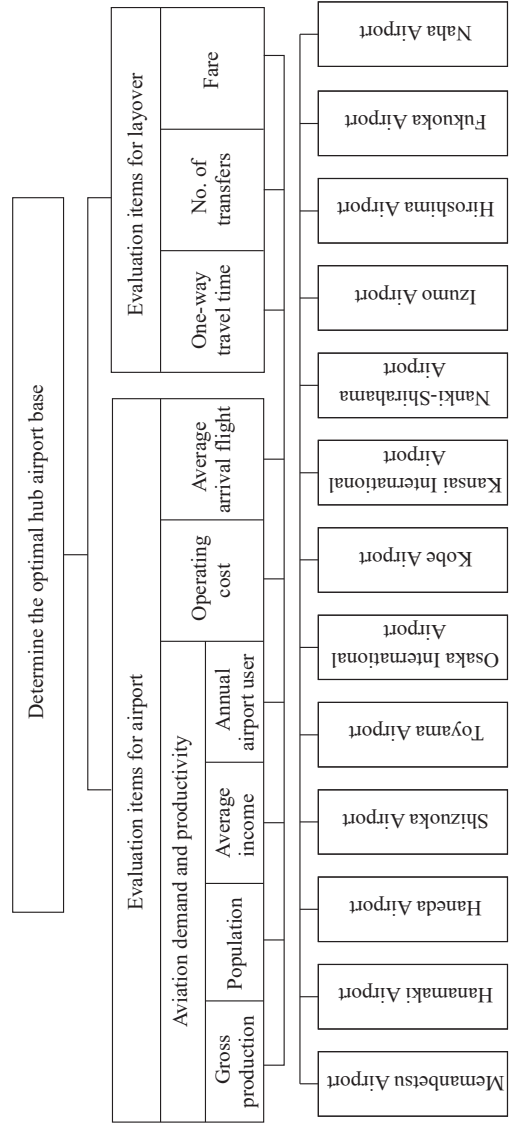 Determine the optimal hub airport base
Evaluation items for airport
Evaluation items for layover
Aviation demand and productivity
Operating
cost
Average
arrival flight
One-way
travel time
No. of
transfers
Fare
Gross
production
Population
Average
income
Annual
airport user
Memanbetsu Airport
Hanamaki Airport
Haneda Airport
Shizuoka Airport
Toyama Airport
Osaka International
Airport
Kobe Airport
Kansai International
Airport
Nanki-Shirahama
Airport
Izumo Airport
Hiroshima Airport
Fukuoka Airport
Naha Airport